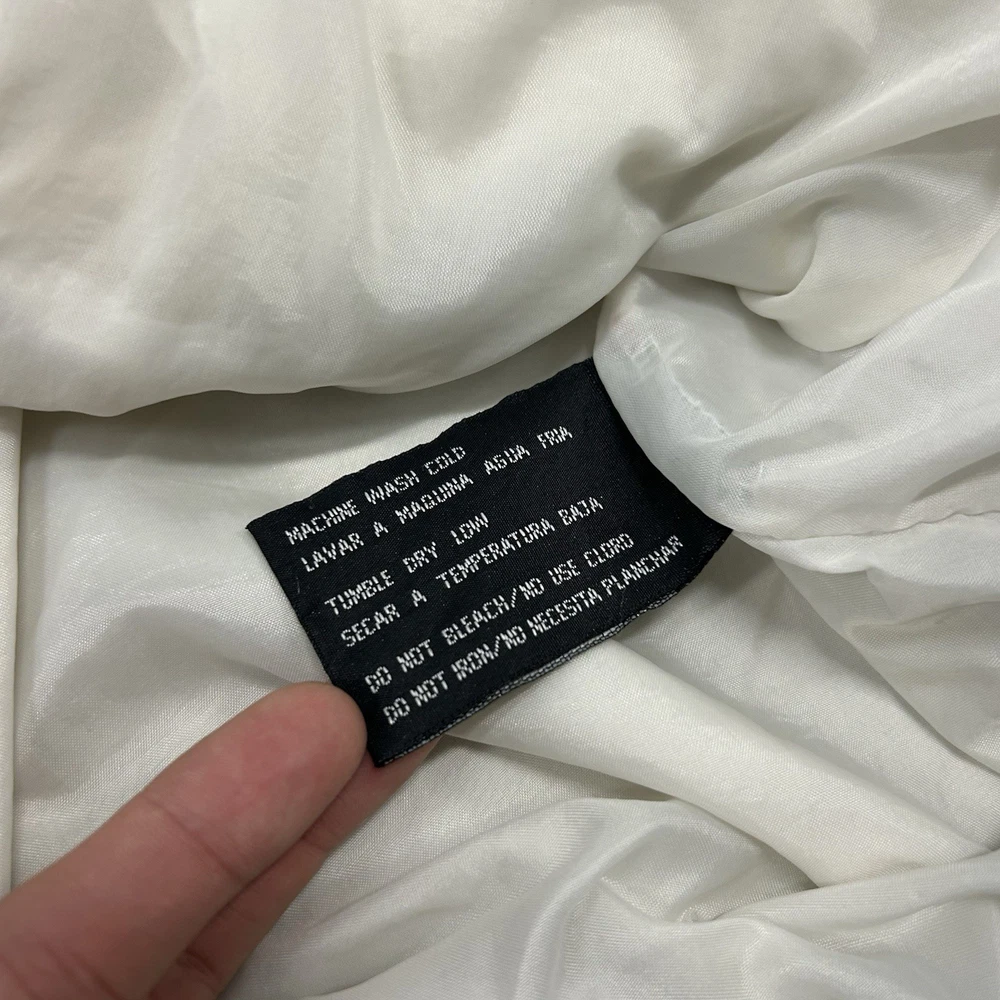 MACHINE WASH COLD
LAVAR A MAQUINA AGUA FRIA
TUMBLE DRY LOW
SECAR A TEMPERATURA BAJA
DO NOT BLEACH/NO USE CLORO
DO NOT IRON/NO NECESITA PLANCHAR